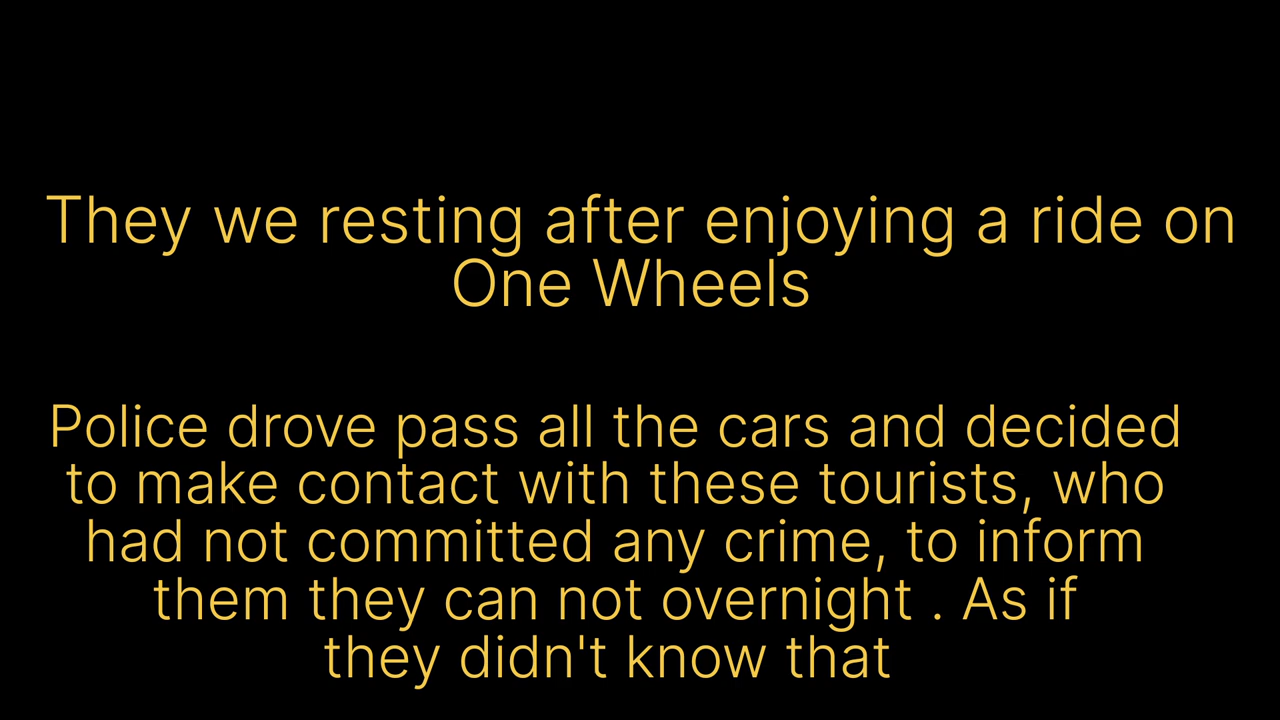 They we resting after enjoying a ride on
One Wheels
Police drove pass all the cars and decided
to make contact with these tourists, who
had not committed any crime, to inform
them they can not overnight . As if
they didn't know that